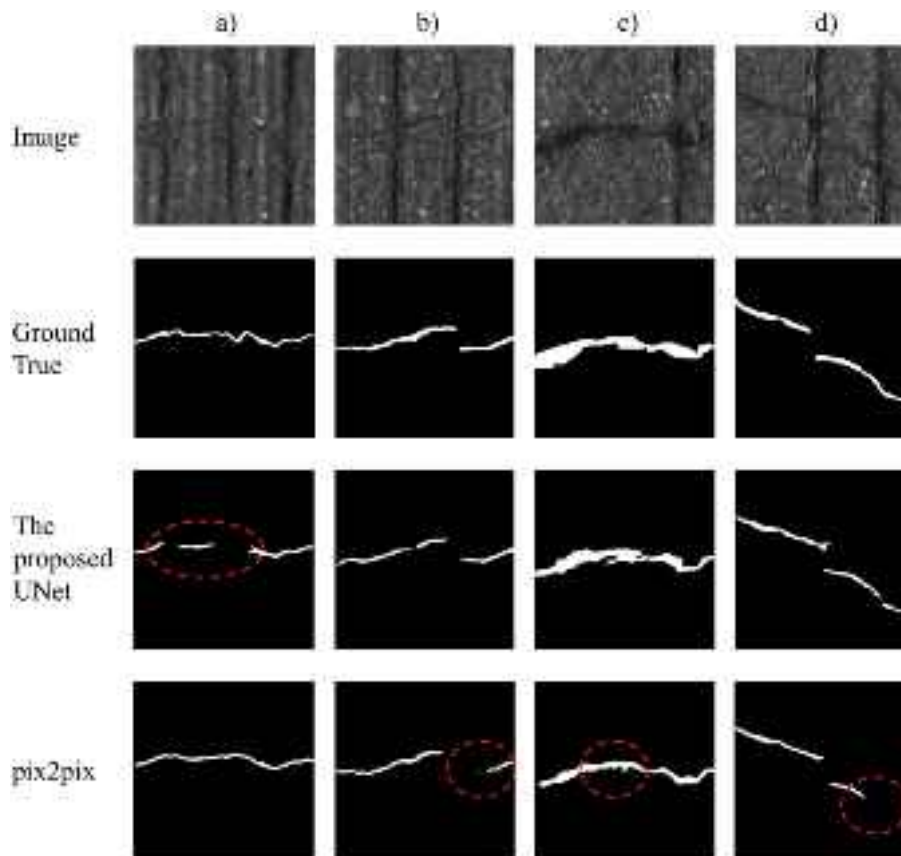 a) b) c) d)
Image
Ground
True
The
proposed
UNet
pix2pix